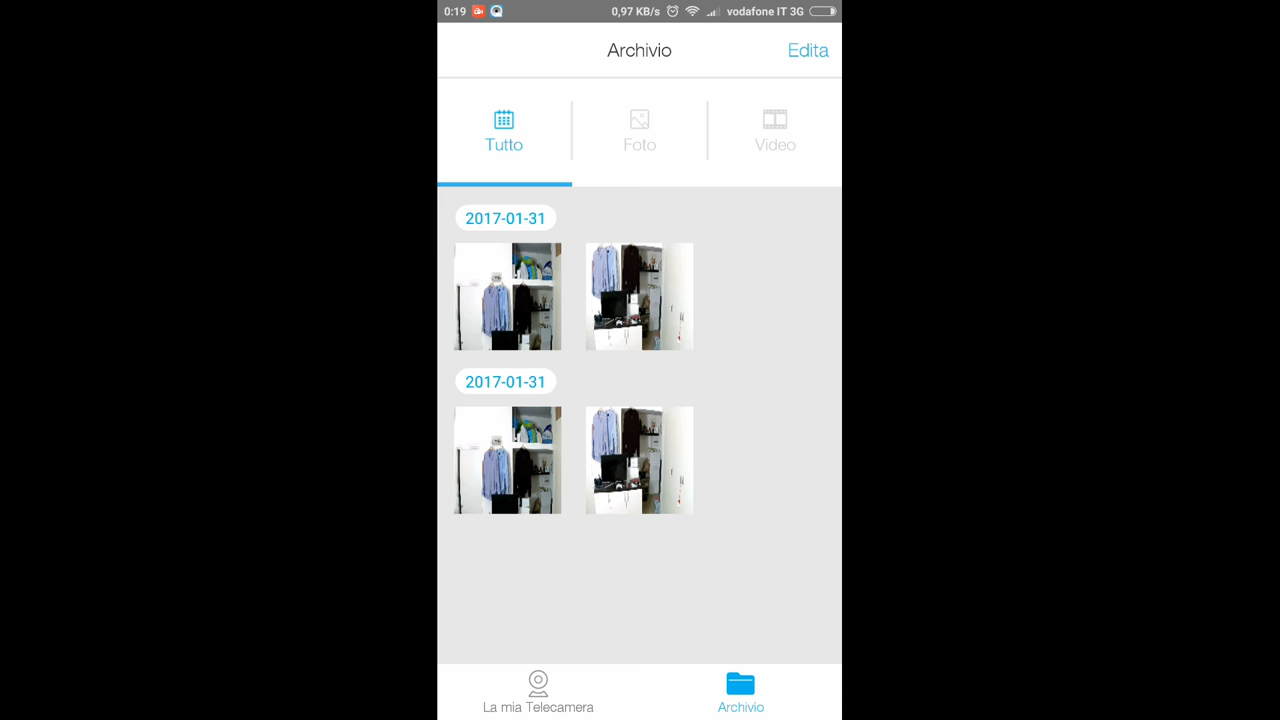 0:19 0,97 KB/s vodafone IT 3G
Archivio Edita
Tutto Foto Video
2017-01-31
2017-01-31
La mia Telecamera Archivio